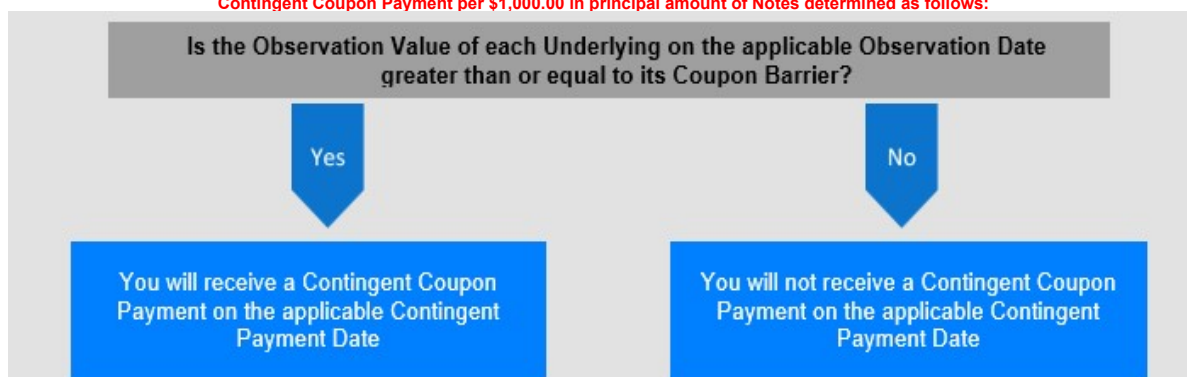 Contingent Coupon Payment per $1,000.00 in principal amount of Notes determined as follows:
Is the Observation Value of each Underlying on the applicable Observation Date
greater than or equal to its Coupon Barrier?
Yes
No
You will receive a Contingent Coupon
Payment on the applicable Contingent
Payment Date
You will not receive a Contingent Coupon
Payment on the applicable Contingent
Payment Date